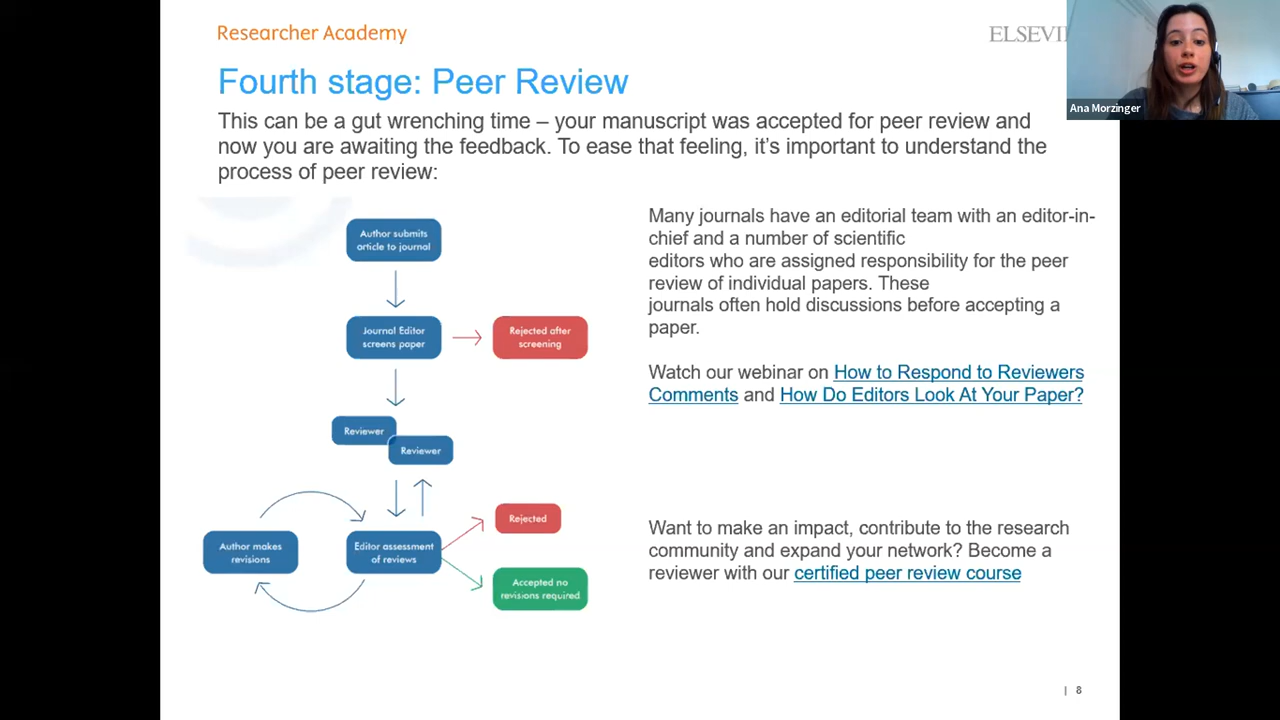 Researcher Academy
ELSEVI
Ana Morzinger
Fourth stage: Peer Review
This can be a gut wrenching time – your manuscript was accepted for peer review and
now you are awaiting the feedback. To ease that feeling, it's important to understand the
process of peer review:
Author submits
article to journal
Journal Editor
screens paper
Rejected after
screening
Reviewer
Reviewer
Author makes
revisions
Editor assessment
of reviews
Rejected
Accepted no
revisions required
Many journals have an editorial team with an editor-in-
chief and a number of scientific
editors who are assigned responsibility for the peer
review of individual papers. These
journals often hold discussions before accepting a
paper.
Watch our webinar on How to Respond to Reviewers
Comments and How Do Editors Look At Your Paper?
Want to make an impact, contribute to the research
community and expand your network? Become a
reviewer with our certified peer review course
| 8